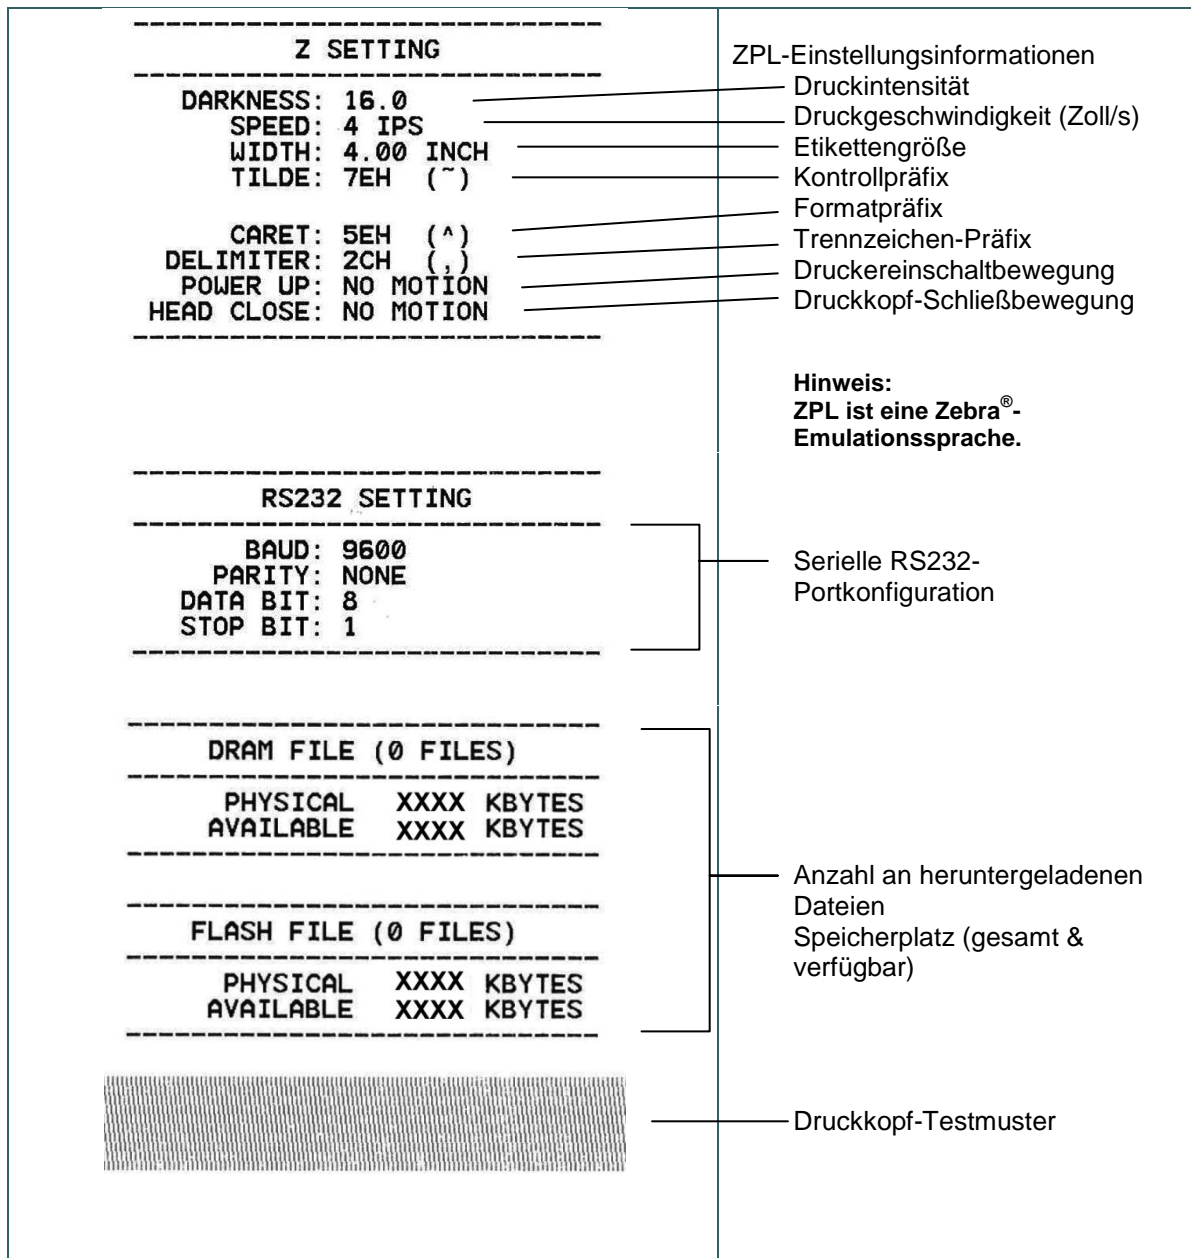 Z SETTING
ZPL-Einstellungsinformationen
DARKNESS: 16.0
Druckintensität
SPEED: 4 IPS
Druckgeschwindigkeit (Zoll/s)
WIDTH: 4.00 INCH
Etikettengröße
TILDE: 7EH (~)
Kontrollpräfix
CARET: 5EH (^)
Formatpräfix
DELIMITER: 2CH (,)
Trennzeichen-Präfix
POWER UP: NO MOTION
Druckereinschaltbewegung
HEAD CLOSE: NO MOTION
Druckkopf-Schließbewegung
Hinweis:
ZPL ist eine Zebra®-
Emulationssprache.
RS232 SETTING
BAUD: 9600
PARITY: NONE
DATA BIT: 8
STOP BIT: 1
Serielle RS232-
Portkonfiguration
DRAM FILE (0 FILES)
PHYSICAL XXXX KBYTES
AVAILABLE XXXX KBYTES
FLASH FILE (0 FILES)
PHYSICAL XXXX KBYTES
AVAILABLE XXXX KBYTES
Anzahl an heruntergeladenen
Dateien
Speicherplatz (gesamt &
verfügbar)
Druckkopf-Testmuster